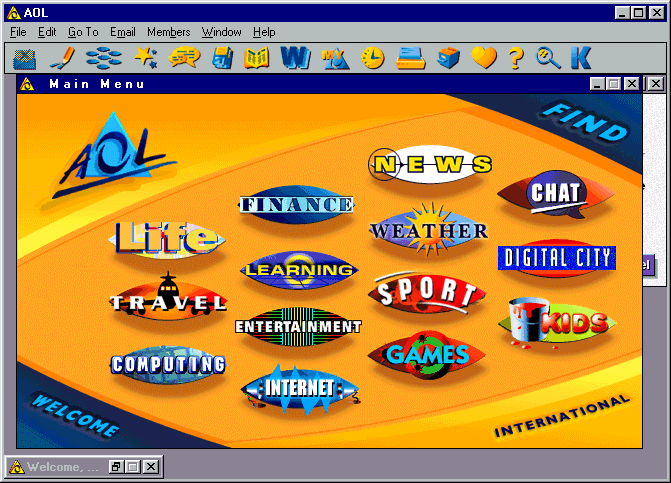 AOL
File Edit Go To Email Members Window Help
W ? K
Main Menu
FIND
AOL
NEWS
CHAT
FINANCE
WEATHER
Life
DIGITAL CITY
LEARNING
TRAVEL
SPORT
ENTERTAINMENT
KIDS
COMPUTING
GAMES
INTERNET
WELCOME
INTERNATIONAL
Welcome, ...